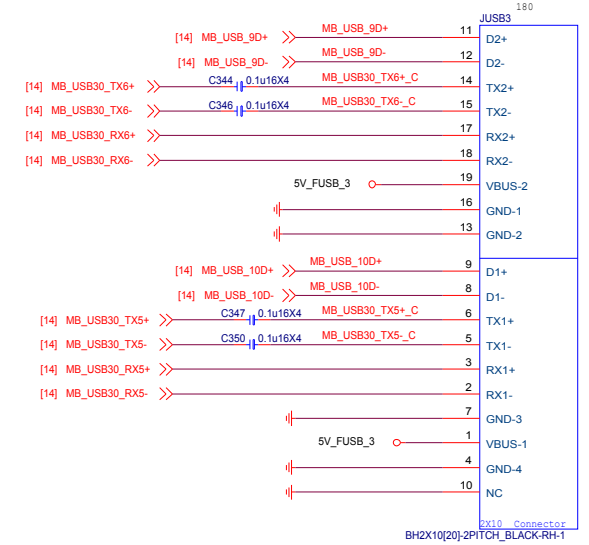 180
JUSB3
[14] MB_USB_9D+ MB_USB_9D+ 11 D2+
[14] MB_USB_9D- MB_USB_9D- 12 D2-
[14] MB_USB30_TX6+ C344 0.1u16X4 MB_USB30_TX6+_C 14 TX2+
[14] MB_USB30_TX6- C346 0.1u16X4 MB_USB30_TX6-_C 15 TX2-
[14] MB_USB30_RX6+ 17 RX2+
[14] MB_USB30_RX6- 18 RX2-
5V_FUSB_3 19 VBUS-2
16 GND-1
13 GND-2
[14] MB_USB_10D+ MB_USB_10D+ 9 D1+
[14] MB_USB_10D- MB_USB_10D- 8 D1-
[14] MB_USB30_TX5+ C347 0.1u16X4 MB_USB30_TX5+_C 6 TX1+
[14] MB_USB30_TX5- C350 0.1u16X4 MB_USB30_TX5-_C 5 TX1-
[14] MB_USB30_RX5+ 3 RX1+
[14] MB_USB30_RX5- 2 RX1-
7 GND-3
5V_FUSB_3 1 VBUS-1
4 GND-4
10 NC
2X10 Connector
BH2X10[20]-2PITCH_BLACK-RH-1